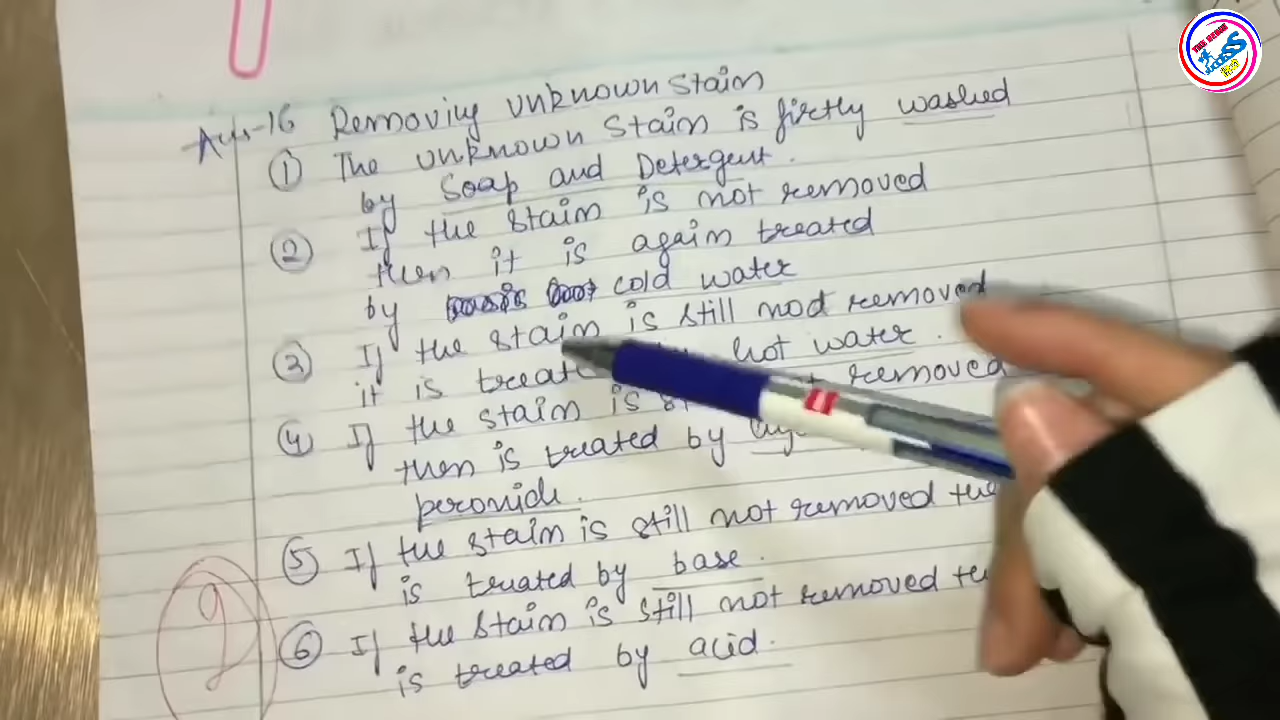 Ans-16 Removing unknown stain
① The unknown stain is firtly washed
by Soap and Detergent.
② If the stain is not removed
then it is again treated
by cold water
③ If the stain is still not removed
it is treat hot water.
④ If the stain is removed
then is treated by
peroxide.
⑤ If the stain is still not removed the
is treated by base.
⑥ If the stain is still not removed
is treated by acid.
9